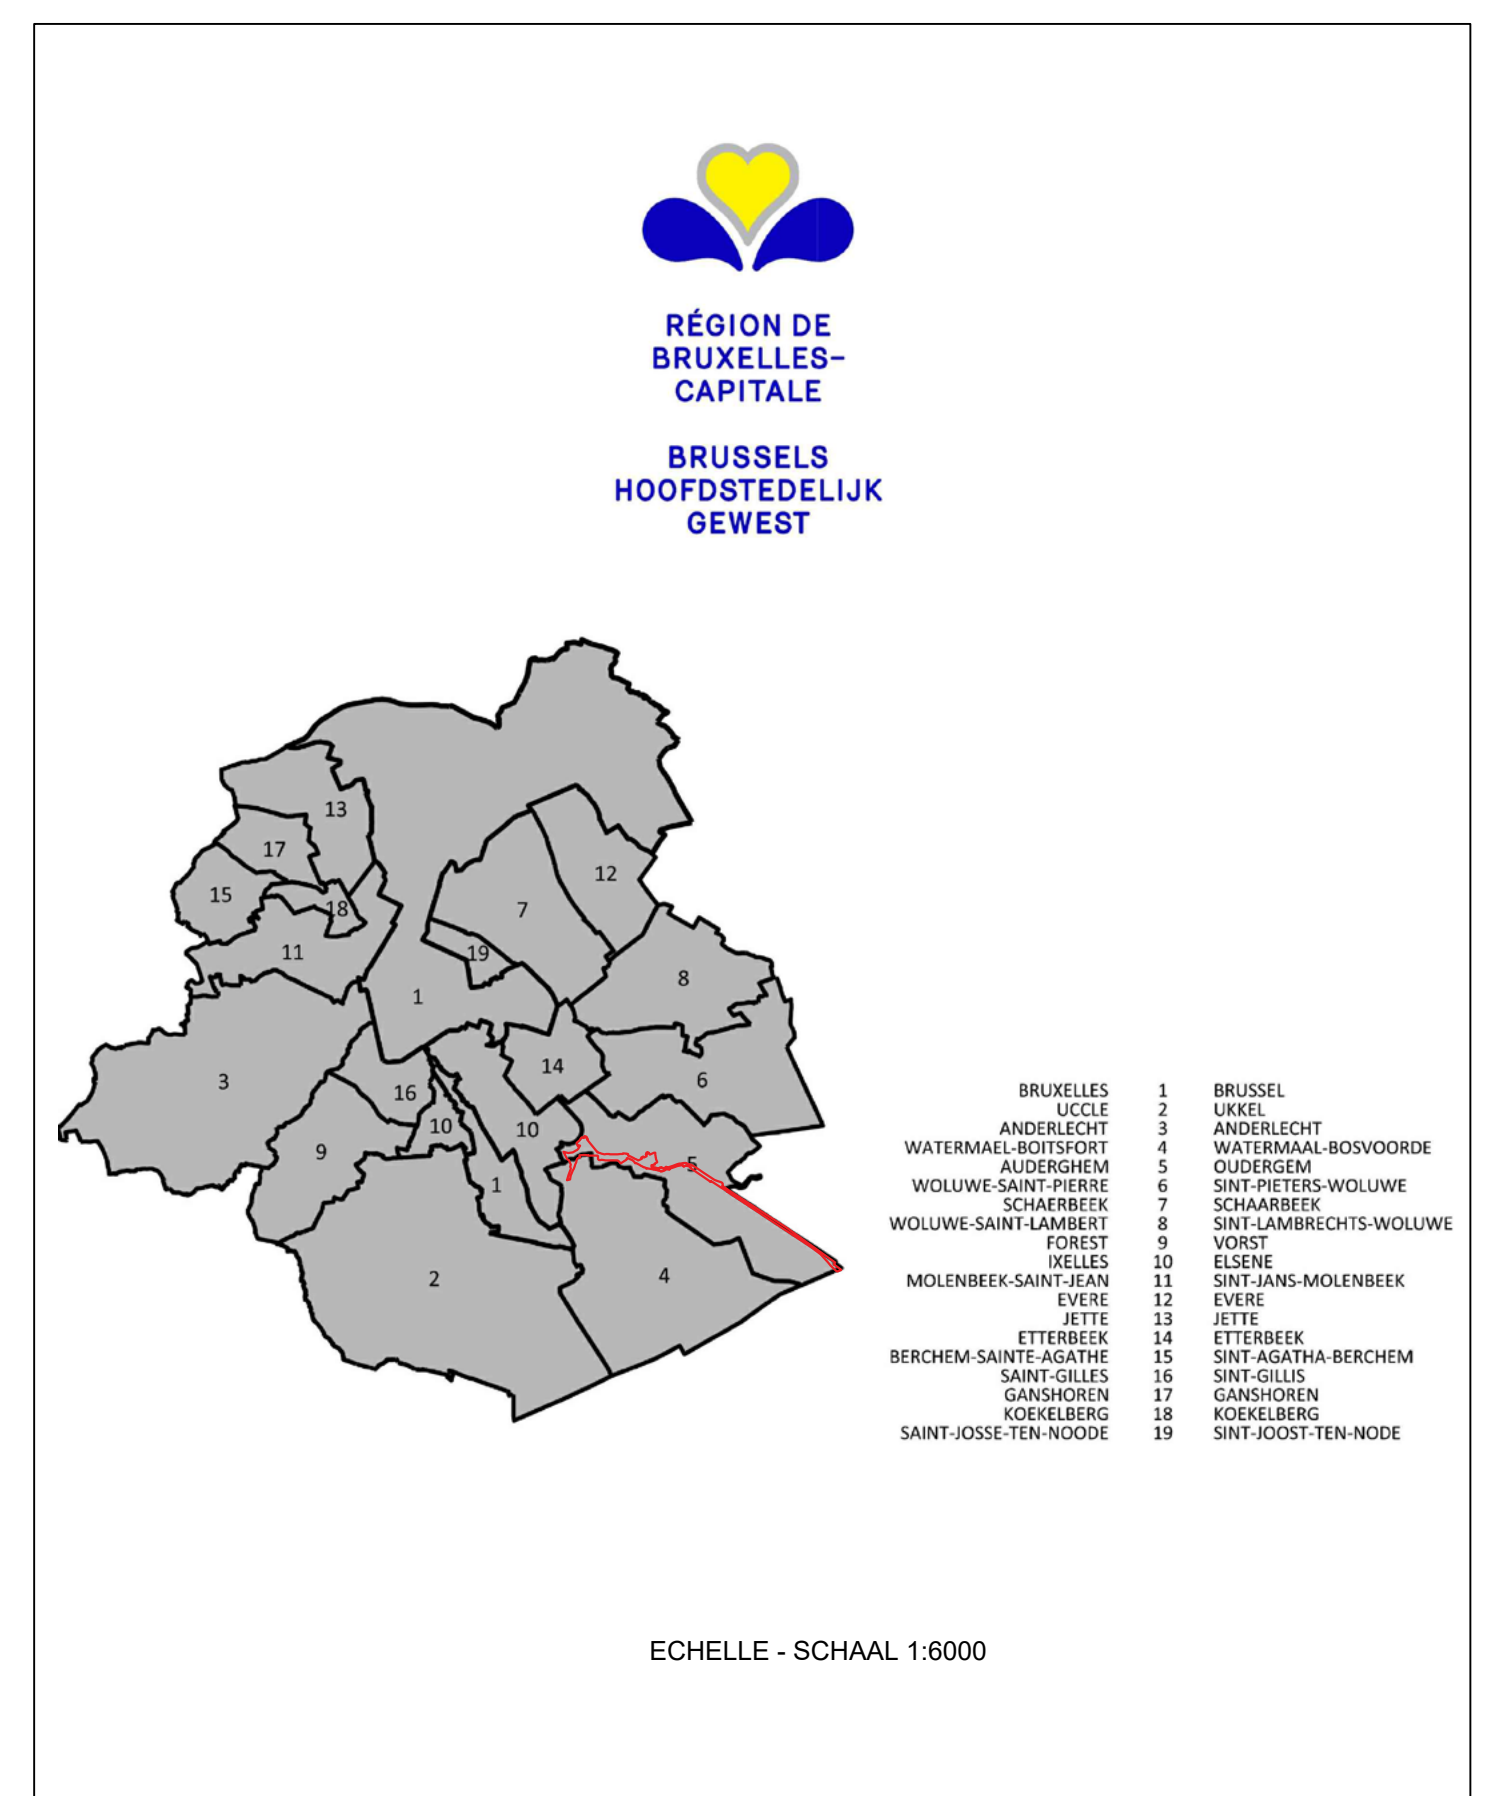 RÉGION DE
BRUXELLES-
CAPITALE
BRUSSELS
HOOFDSTEDELIJK
GEWEST
13
17
12
15
18
7
19
11
8
1
14
3
6
16
10
10
9
5
1
2
4
BRUXELLES 1 BRUSSEL
UCCLE 2 UKKEL
ANDERLECHT 3 ANDERLECHT
WATERMAEL-BOITSFORT 4 WATERMAAL-BOSVOORDE
AUDERGHEM 5 OUDERGEM
WOLUWE-SAINT-PIERRE 6 SINT-PIETERS-WOLUWE
SCHAERBEEK 7 SCHAARBEEK
WOLUWE-SAINT-LAMBERT 8 SINT-LAMBRECHTS-WOLUWE
FOREST 9 VORST
IXELLES 10 ELSENE
MOLENBEEK-SAINT-JEAN 11 SINT-JANS-MOLENBEEK
EVERE 12 EVERE
JETTE 13 JETTE
ETTERBEEK 14 ETTERBEEK
BERCHEM-SAINTE-AGATHE 15 SINT-AGATHA-BERCHEM
SAINT-GILLES 16 SINT-GILLIS
GANSHOREN 17 GANSHOREN
KOEKELBERG 18 KOEKELBERG
SAINT-JOSSE-TEN-NOODE 19 SINT-JOOST-TEN-NODE
ECHELLE - SCHAAL 1:6000